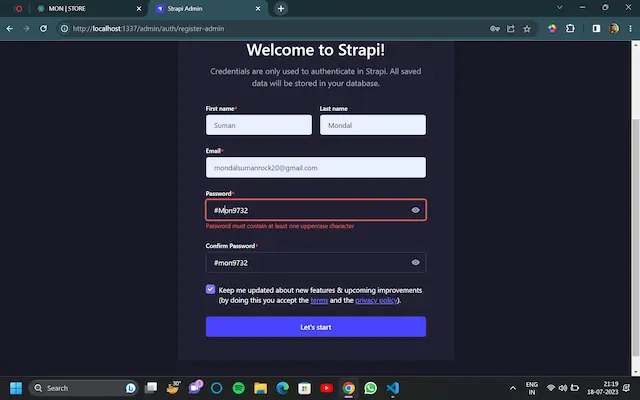 MON | STORE
Strapi Admin
http://localhost:1337/admin/auth/register-admin
Welcome to Strapi!
Credentials are only used to authenticate in Strapi. All saved
data will be stored in your database.
First name*
Last name
Suman
Mondal
Email*
mondalsumanrock20@gmail.com
Password*
#Mon9732
Password must contain at least one uppercase character
Confirm Password*
#mon9732
Keep me updated about new features & upcoming improvements
(by doing this you accept the terms and the privacy policy).
Let's start
Search
30°
ENG
IN
21:19
18-07-2023